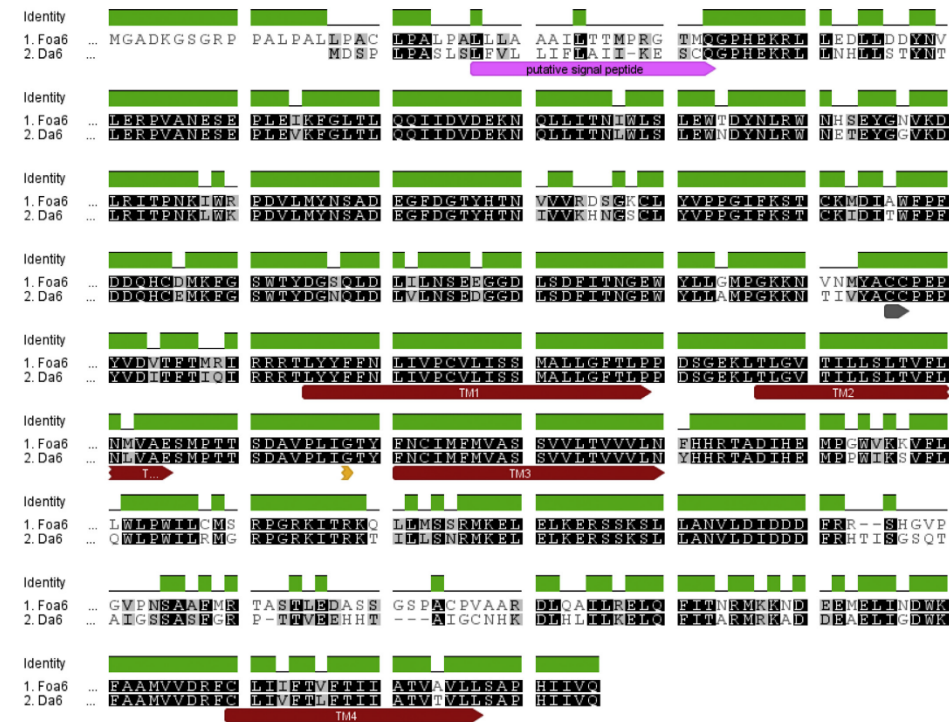 Identity
1. Foa6 ... MGADKGSGRP PALPALLPAC LPALPALLLA AAILTTMPRG TMQGPHEKRL LEDLLDDYNV
2. Da6 ... MDSP LPASLSLFVL LIFLAII-KE SCQGPHEKRL LNHLLSTYNT
putative signal peptide
Identity
1. Foa6 ... LERPVANESE PLEIKFGLTL QQIIDVDEKN QLLITNIWLS LEWTDYNLRW NHSEYGNVKD
2. Da6 ... LERPVANESE PLEVKFGLTL QQIIDVDEKN QLLITNLWLS LEWNDYNLRW NETEYGGVKD
Identity
1. Foa6 ... LRITPNKIWR PDVLMYNSAD EGFDGTYHTN VVVRDSGKCL YVPPGIFKST CKMDIAWFPF
2. Da6 ... LRITPNKLWK PDVLMYNSAD EGFDGTYHTN IVVKHNGSCL YVPPGIFKST CKIDITWFPF
Identity
1. Foa6 ... DDQHCDMKFG SWTYDGSQLD LILNSEEGGD LSDFITNGEW YLLGMPGKKN VNMYACCPEP
2. Da6 ... DDQHCEMKFG SWTYDGNQLD LVLNSEDGGD LSDFITNGEW YLLAMPGKKN TIVYACCPEP
Identity
1. Foa6 ... YVDVTFTMRI RRRTLYYFFN LIVPCVLISS MALLGFTLPP DSGEKLTLGV TILLSLTVFL
2. Da6 ... YVDITFTIQI RRRTLYYFFN LIVPCVLISS MALLGFTLPP DSGEKLTLGV TILLSLTVFL
TM1 TM2
Identity
1. Foa6 ... NMVAESMPTT SDAVPLIGTY FNCIMFMVAS SVVLTVVVLN FHHRTADIHE MPGWVKKVFL
2. Da6 ... NLVAESMPTT SDAVPLIGTY FNCIMFMVAS SVVLTVVVLN YHHRTADIHE MPPWIKSVFL
T... TM3
Identity
1. Foa6 ... LWLPWILCMS RPGRKITRKQ LLMSSRMKEL ELKERSSKSL LANVLDIDDD FRR--SHGVP
2. Da6 ... QWLPWILRMG RPGRKITRKT ILLSNRMKEL ELKERSSKSL LANVLDIDDD FRHTISGSQT
Identity
1. Foa6 ... GVPNSAAFMR TASTLEDASS GSPACPVAAR DLQAILRELQ FITNRMKKND EEMELINDWK
2. Da6 ... AIGSSASFGR P-TTVEEHHT ---AIGCNHK DLHLILKELQ FITARMRKAD DEAELIGDWK
Identity
1. Foa6 ... FAAMVVDRFC LIIFTVFTII ATVAVLLSAP HIIVQ
2. Da6 ... FAAMVVDRFC LIVFTLFTII ATVTVLLSAP HIIVQ
TM4